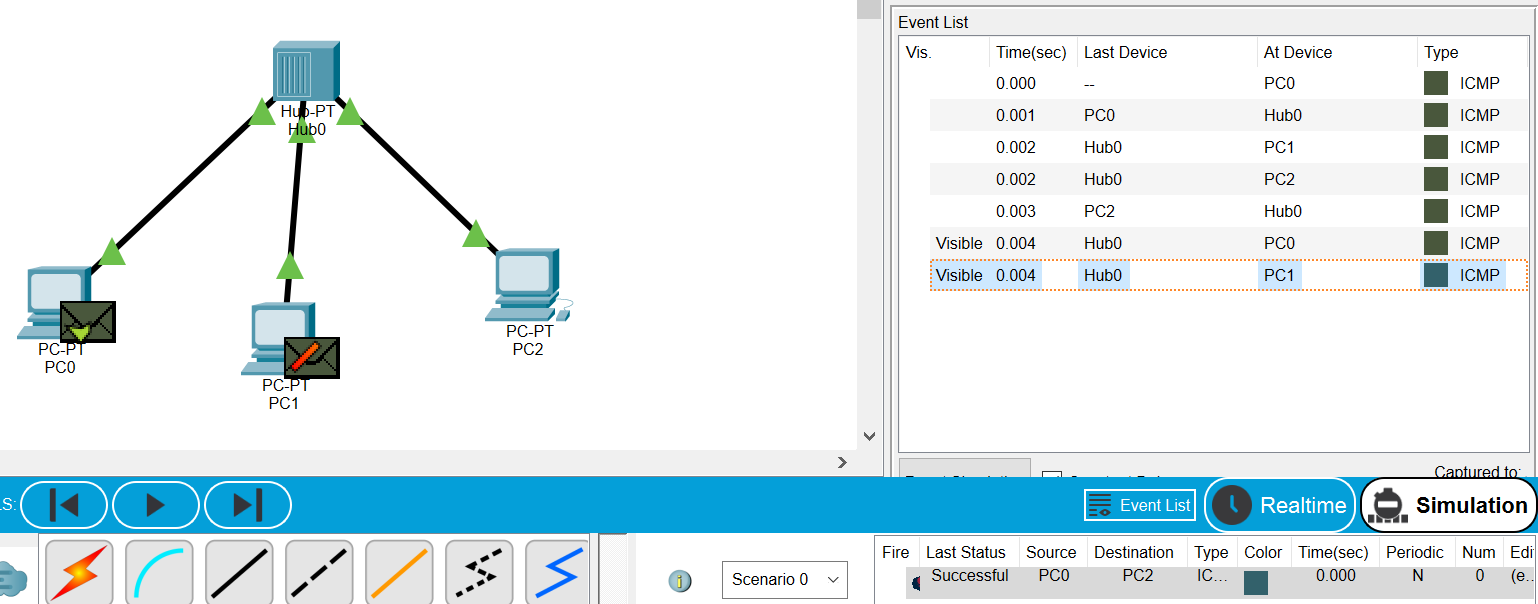 Hub-PT
Hub0
PC-PT
PC0
PC-PT
PC1
PC-PT
PC2
Event List
Vis. Time(sec) Last Device At Device Type
0.000 -- PC0 ICMP
0.001 PC0 Hub0 ICMP
0.002 Hub0 PC1 ICMP
0.002 Hub0 PC2 ICMP
0.003 PC2 Hub0 ICMP
Visible 0.004 Hub0 PC0 ICMP
Visible 0.004 Hub0 PC1 ICMP
Captured to:
LS:
Event List Realtime Simulation
Scenario 0
Fire Last Status Source Destination Type Color Time(sec) Periodic Num Edi
Successful PC0 PC2 IC... 0.000 N 0 (e...